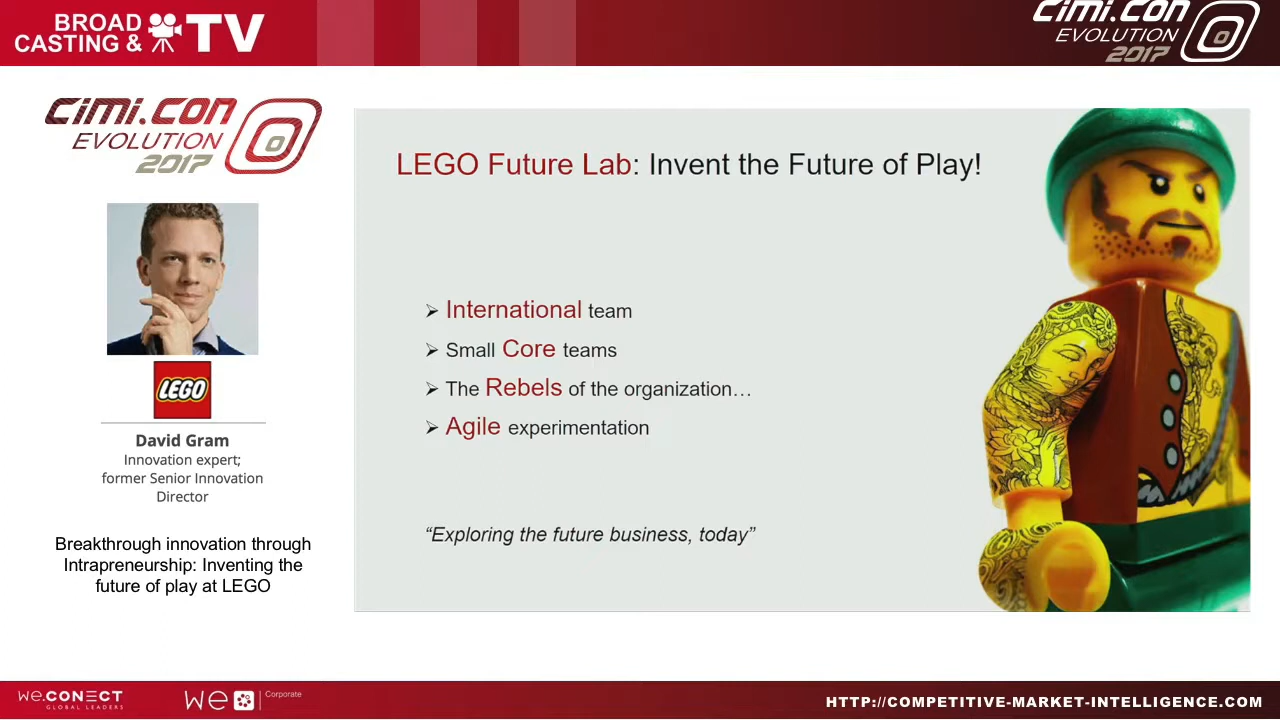 BROAD
CASTING & TV
cimi.con
EVOLUTION
2017
cimi.con
EVOLUTION
2017
LEGO
David Gram
Innovation expert;
former Senior Innovation
Director
Breakthrough innovation through
Intrapreneurship: Inventing the
future of play at LEGO
LEGO Future Lab: Invent the Future of Play!
➢ International team
➢ Small Core teams
➢ The Rebels of the organization…
➢ Agile experimentation
“Exploring the future business, today”
we.CONECT
GLOBAL LEADERS
we
Corporate
HTTP://COMPETITIVE-MARKET-INTELLIGENCE.COM